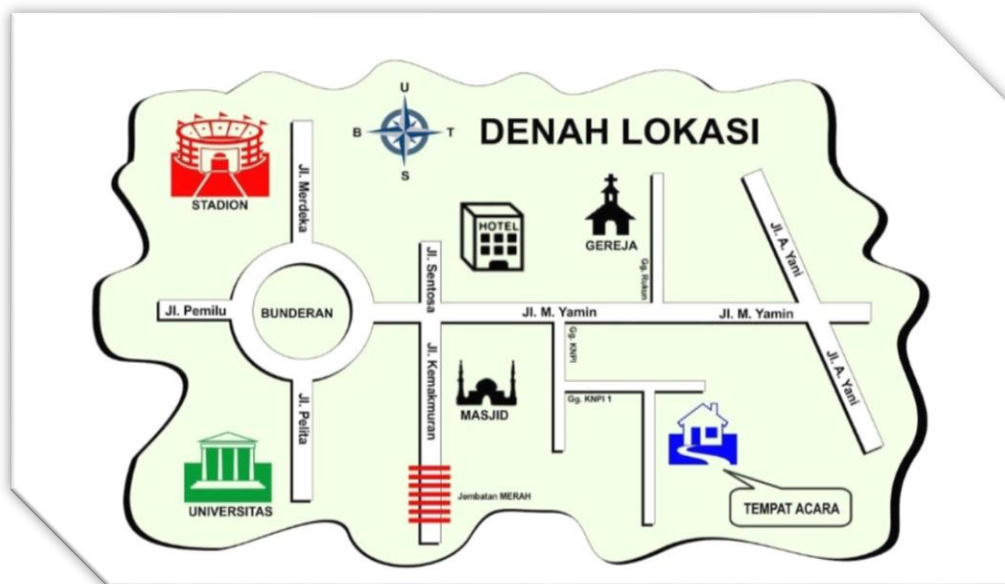 U
B
T
S
DENAH LOKASI
STADION
Jl. Merdeka
HOTEL
GEREJA
Gg. Rukun
Jl. A. Yani
Jl. Sentosa
Jl. Pemilu
BUNDERAN
Jl. M. Yamin
Jl. M. Yamin
Gg. KNPI
Jl. Kemakmuran
Jl. A. Yani
MASJID
Gg. KNPI 1
Jl. Pelita
UNIVERSITAS
Jembatan MERAH
TEMPAT ACARA